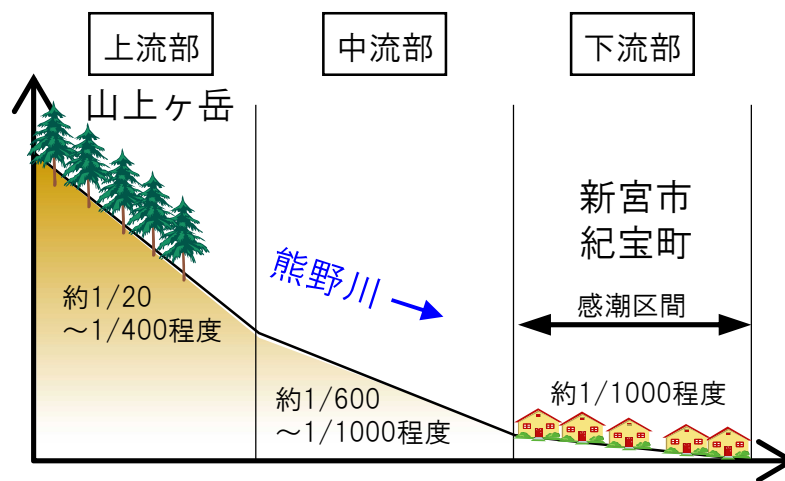 上流部
中流部
下流部
山上ヶ岳
新宮市
紀宝町
熊野川
感潮区間
約1/20
～1/400程度
約1/600
～1/1000程度
約1/1000程度